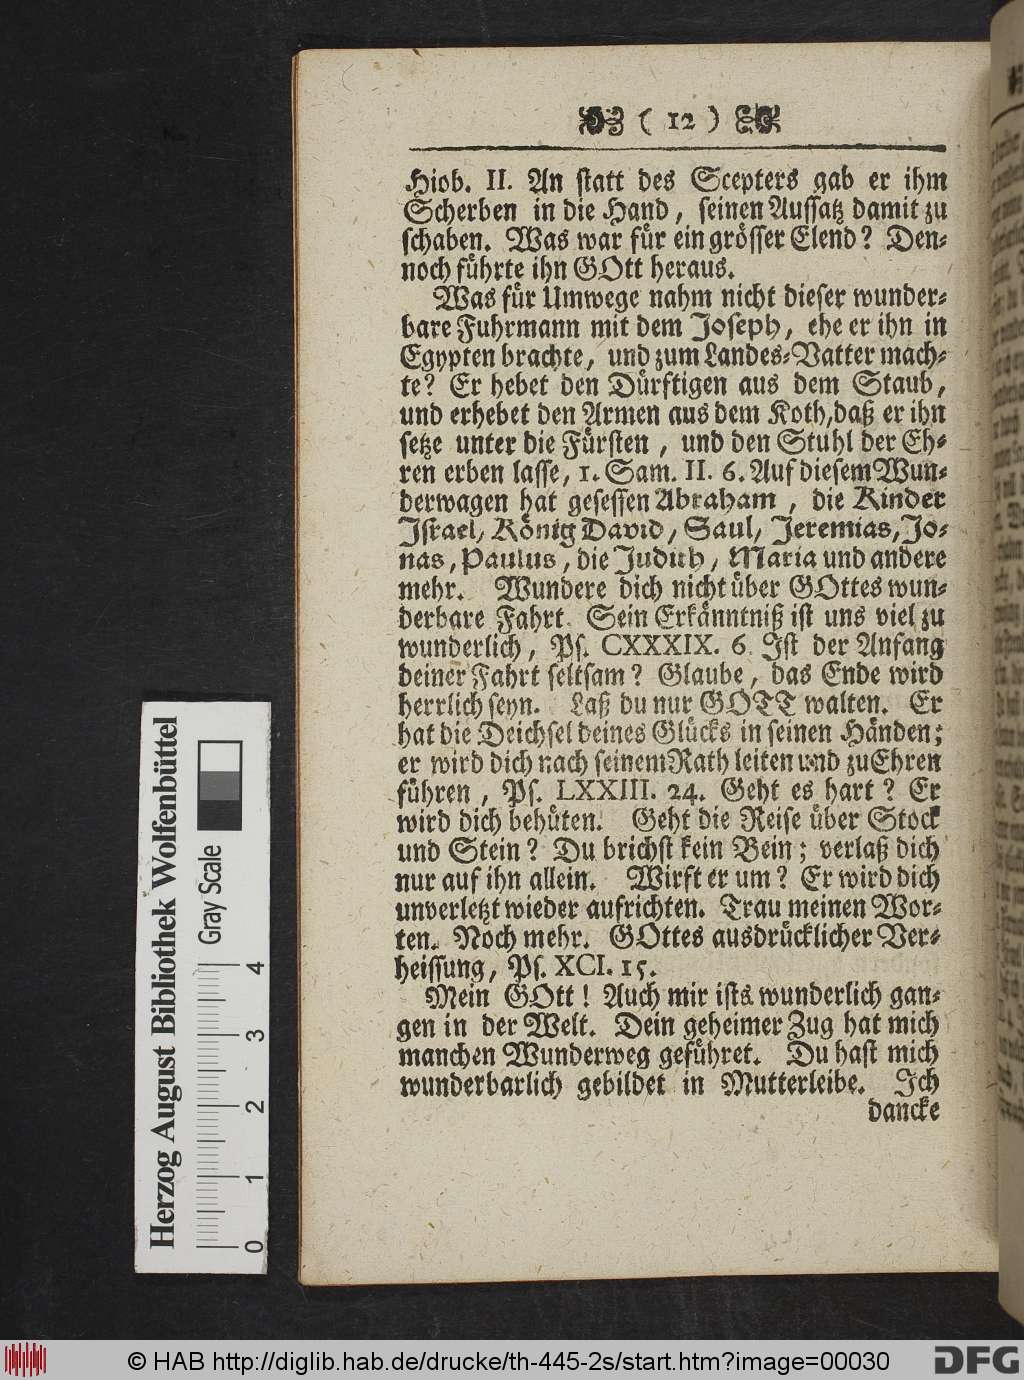 ( 12 )
Hiob. II. An statt des Scepters gab er ihm
Scherben in die Hand, seinen Aussatz damit zu
schaben. Was war für ein grösser Elend? Den-
noch führte ihn GOtt heraus.
Was für Umwege nahm nicht dieser wunder-
bare Fuhrmann mit dem Joseph, ehe er ihn in
Egypten brachte, und zum Landes-Vatter mach-
te? Er hebet den Dürftigen aus dem Staub,
und erhebet den Armen aus dem Koth, daß er ihn
setze unter die Fürsten, und den Stuhl der Eh-
ren erben lasse, 1. Sam. II. 6. Auf diesem Wun-
derwagen hat gesessen Abraham, die Kinder
Israel, König David, Saul, Jeremias, Jo-
nas, Paulus, die Judith, Maria und andere
mehr. Wundere dich nicht über GOttes wun-
derbare Fahrt. Sein Erkänntniß ist uns viel zu
wunderlich, Ps. CXXXIX. 6. Ist der Anfang
deiner Fahrt seltsam? Glaube, das Ende wird
herrlich seyn. Laß du nur GOTT walten. Er
hat die Deichsel deines Glücks in seinen Händen;
er wird dich nach seinem Rath leiten und zu Ehren
führen, Ps. LXXIII. 24. Geht es hart? Er
wird dich behüten. Geht die Reise über Stock
und Stein? Du brichst kein Bein; verlaß dich
nur auf ihn allein. Wirft er um? Er wird dich
unverletzt wieder aufrichten. Trau meinen Wor-
ten. Noch mehr. GOttes ausdrücklicher Ver-
heissung, Ps. XCI. 15.
Mein GOtt! Auch mir ists wunderlich gan-
gen in der Welt. Dein geheimer Zug hat mich
manchen Wunderweg geführet. Du hast mich
wunderbarlich gebildet in Mutterleibe. Ich
dancke
Herzog August Bibliothek Wolfenbüttel
Gray Scale
0 1 2 3 4
© HAB http://diglib.hab.de/drucke/th-445-2s/start.htm?image=00030
DFG